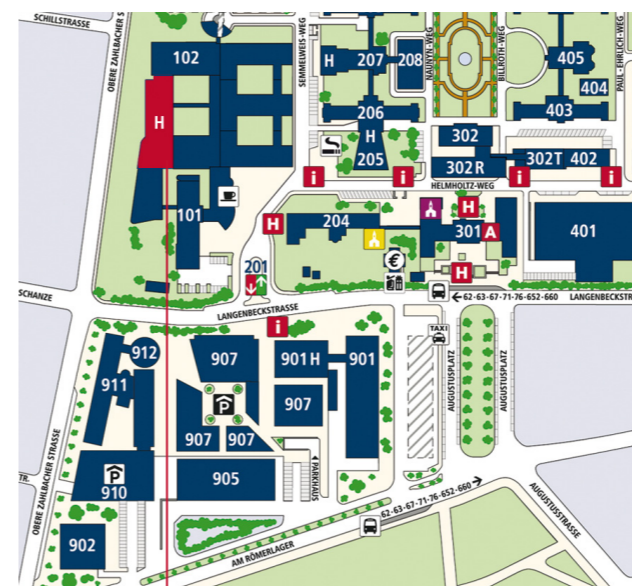 SCHILLSTRASSE
OBERE ZAHLBACHER STR
102
H
SEMMELWEIS-WEG
H
207
208
NAUNYN-WEG
BILLROTH-WEG
405
404
PAUL-EHRLICH-WEG
206
403
H
205
302
302R
302T
402
HELMHOLTZ-WEG
i
i
i
i
101
H
204
H
301
A
401
201
€
H
SCHANZE
LANGENBECKSTRASSE
62-63-67-71-76-652-660
LANGENBECKSTR
i
TAXI
912
907
901 H
901
911
P
907
AUGUSTUSPLATZ
AUGUSTUSPLATZ
907
907
P
910
905
PARKHAUS
TR.
OBERE ZAHLBACHER STRASSE
902
62-63-67-71-76-652-660
AM RÖMERLAGER
AUGUSTUSSTRASSE